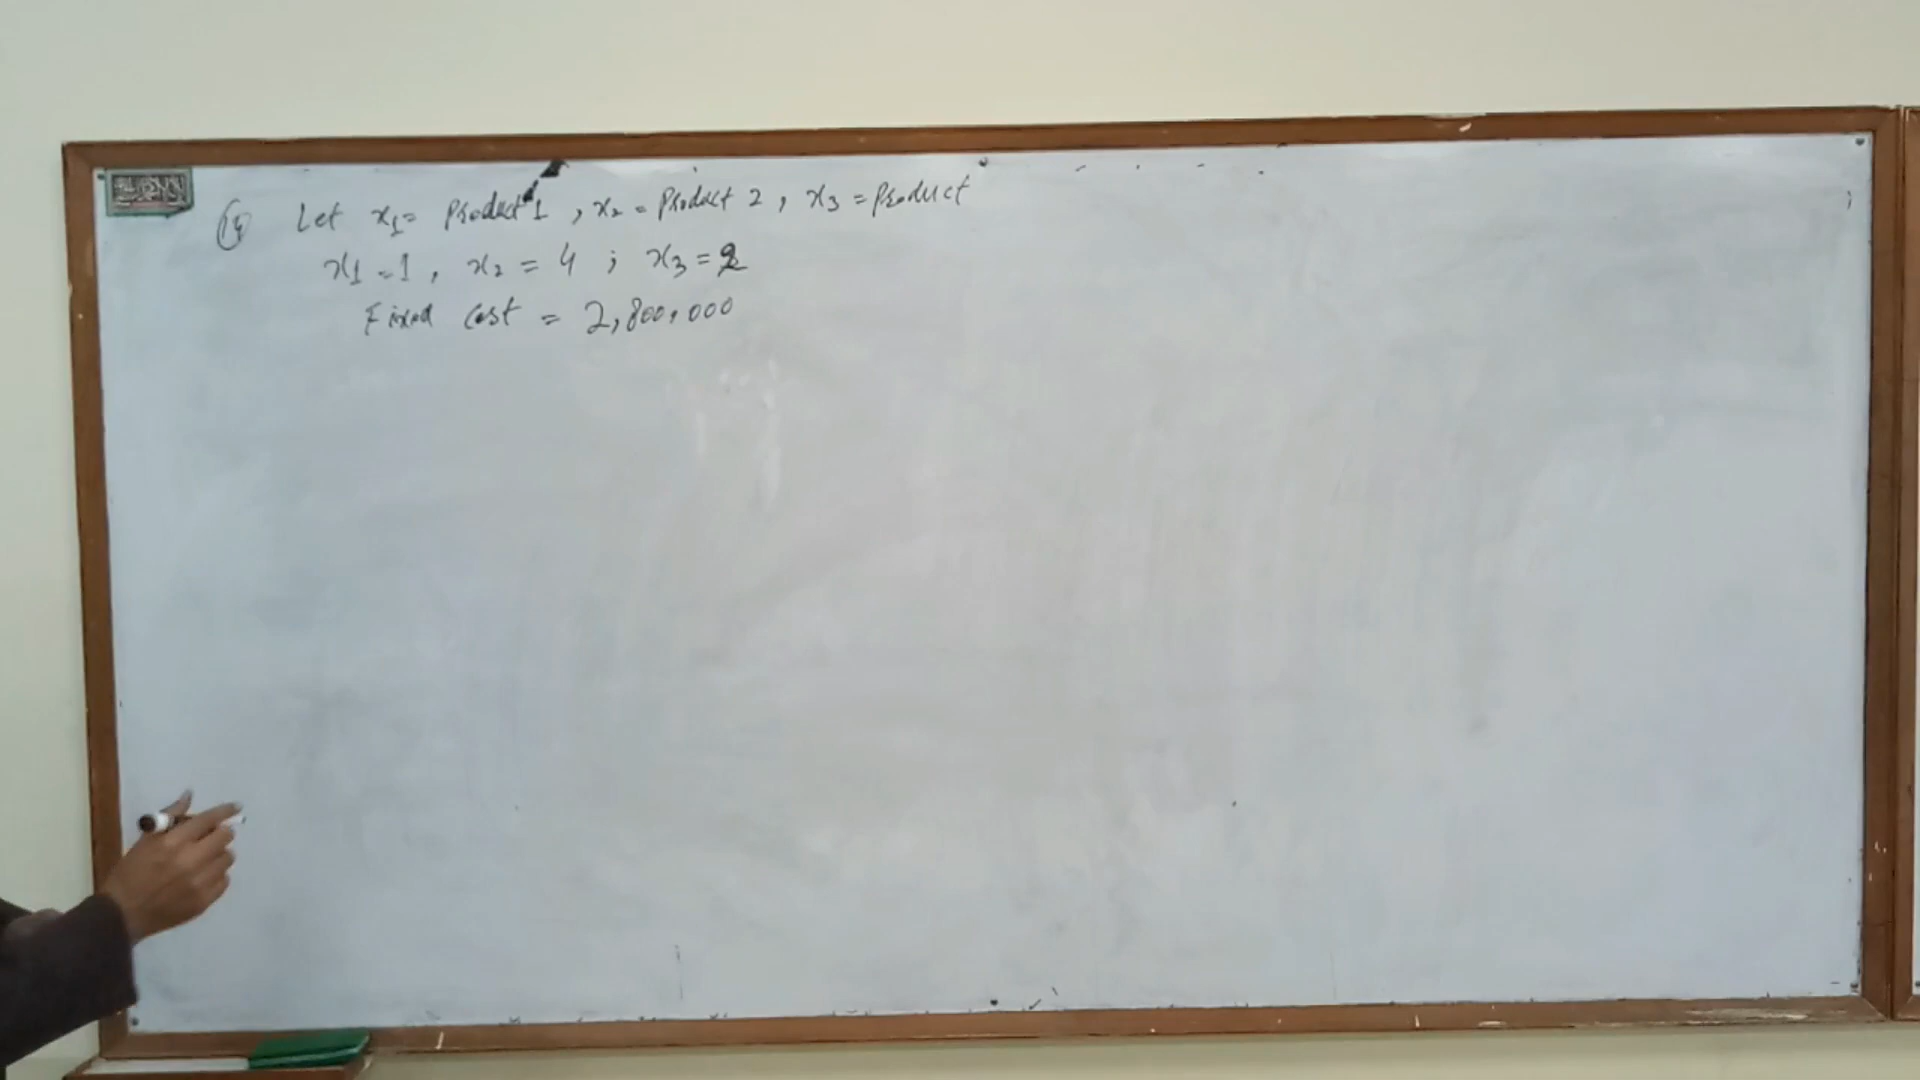 (14) Let x₁= Product 1 , x₂ = Product 2 , x₃ = Product
x₁ = 1 , x₂ = 4 ; x₃ = 2
Fixed Cost = 2,800,000